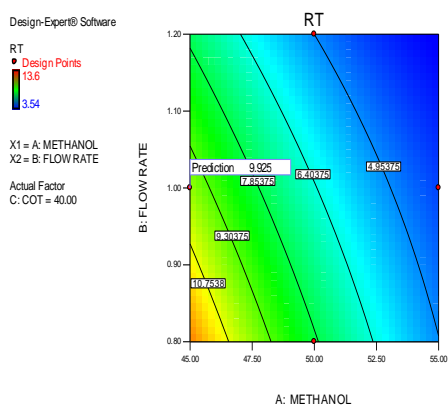 Design-Expert® Software
RT
Design Points
13.6
3.54
X1 = A: METHANOL
X2 = B: FLOW RATE
Actual Factor
C: COT = 40.00
RT
1.20
1.10
1.00
0.90
0.80
B: FLOW RATE
Prediction 9.925
7.85375
6.40375
4.95375
9.30375
10.7538
45.00 47.50 50.00 52.50 55.00
A: METHANOL